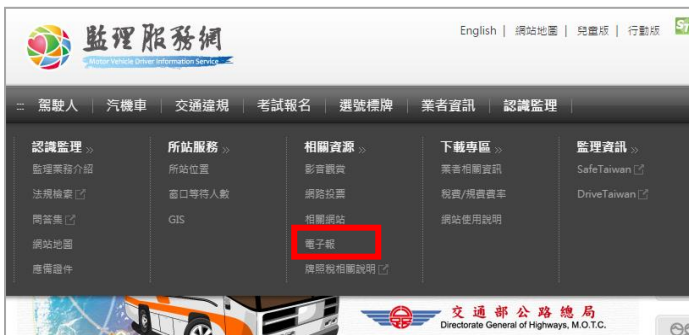 監理服務網
Motor Vehicle Driver Information Service
English | 網站地圖 | 兒童版 | 行動版
::: 駕駛人 | 汽機車 | 交通違規 | 考試報名 | 選號標牌 | 業者資訊 | 認識監理
認識監理 »
監理業務介紹
法規檢索
問答集
網站地圖
應備證件
所站服務 »
所站位置
窗口等待人數
GIS
相關資源 »
影音觀賞
網路投票
相關網站
電子報
牌照稅相關說明
下載專區 »
業者相關資訊
稅費/規費費率
網站使用說明
監理資訊 »
SafeTaiwan
DriveTaiwan
交通部公路總局
Directorate General of Highways, M.O.T.C.